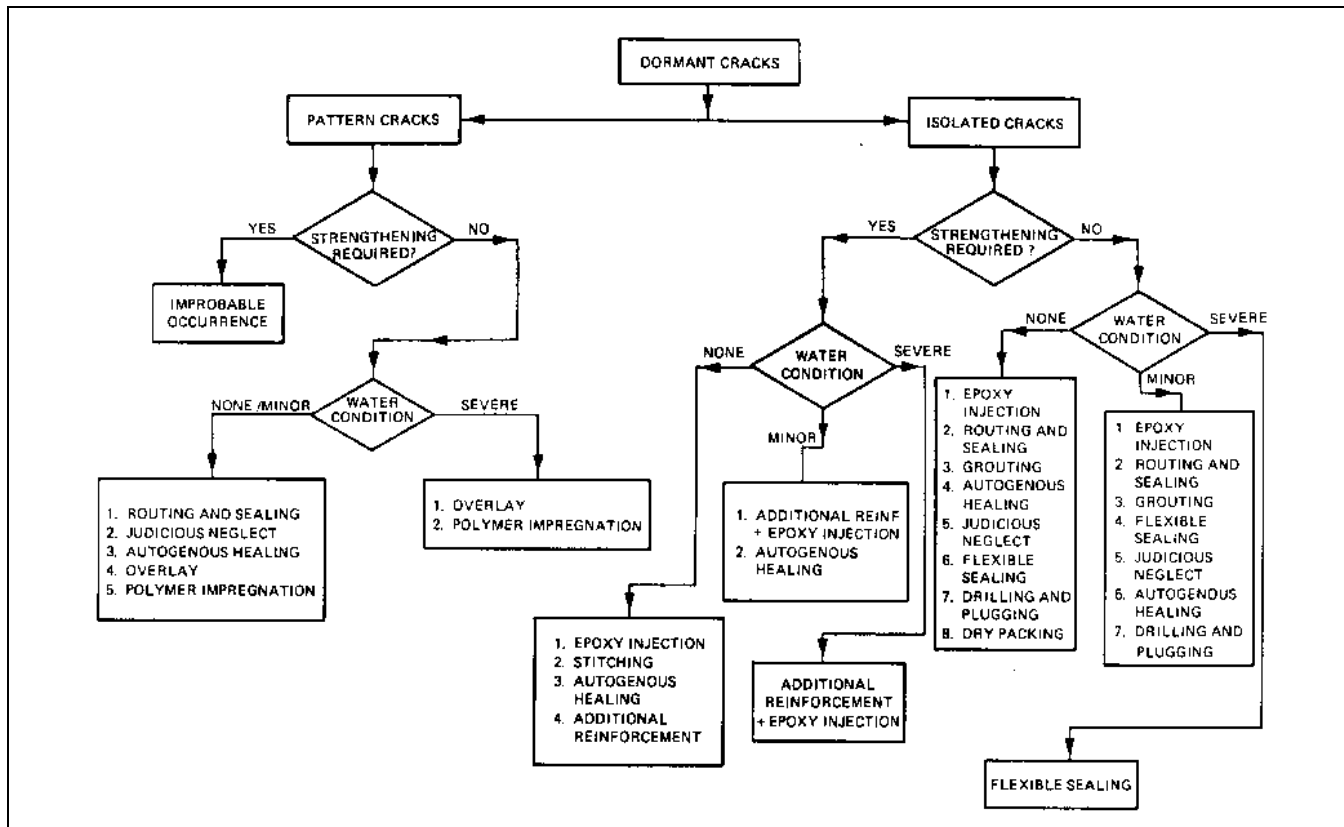 DORMANT CRACKS
PATTERN CRACKS
ISOLATED CRACKS
YES
STRENGTHENING
REQUIRED?
NO
IMPROBABLE
OCCURRENCE
NONE/MINOR
WATER
CONDITION
SEVERE
1. ROUTING AND SEALING
2. JUDICIOUS NEGLECT
3. AUTOGENOUS HEALING
4. OVERLAY
5. POLYMER IMPREGNATION
1. OVERLAY
2. POLYMER IMPREGNATION
YES
STRENGTHENING
REQUIRED ?
NO
NONE
WATER
CONDITION
SEVERE
MINOR
1. EPOXY INJECTION
2. STITCHING
3. AUTOGENOUS
HEALING
4. ADDITIONAL
REINFORCEMENT
1. ADDITIONAL REINF
+ EPOXY INJECTION
2. AUTOGENOUS
HEALING
ADDITIONAL
REINFORCEMENT
+ EPOXY INJECTION
NONE
WATER
CONDITION
SEVERE
MINOR
1. EPOXY
INJECTION
2. ROUTING AND
SEALING
3. GROUTING
4. AUTOGENOUS
HEALING
5. JUDICIOUS
NEGLECT
6. FLEXIBLE
SEALING
7. DRILLING AND
PLUGGING
8. DRY PACKING
1 EPOXY
INJECTION
2 ROUTING AND
SEALING
3. GROUTING
4 FLEXIBLE
SEALING
5. JUDICIOUS
NEGLECT
6. AUTOGENOUS
HEALING
7. DRILLING AND
PLUGGING
FLEXIBLE SEALING